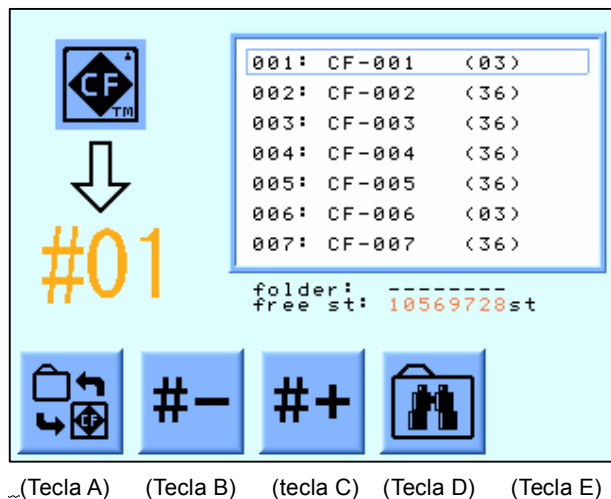 CF
TM
001: CF-001 (03)
002: CF-002 (36)
003: CF-003 (36)
004: CF-004 (36)
005: CF-005 (36)
006: CF-006 (03)
007: CF-007 (36)
#01
folder: --------
free st: 10569728st
CF
#-
#+
(Tecla A) (Tecla B) (tecla C) (Tecla D) (Tecla E)